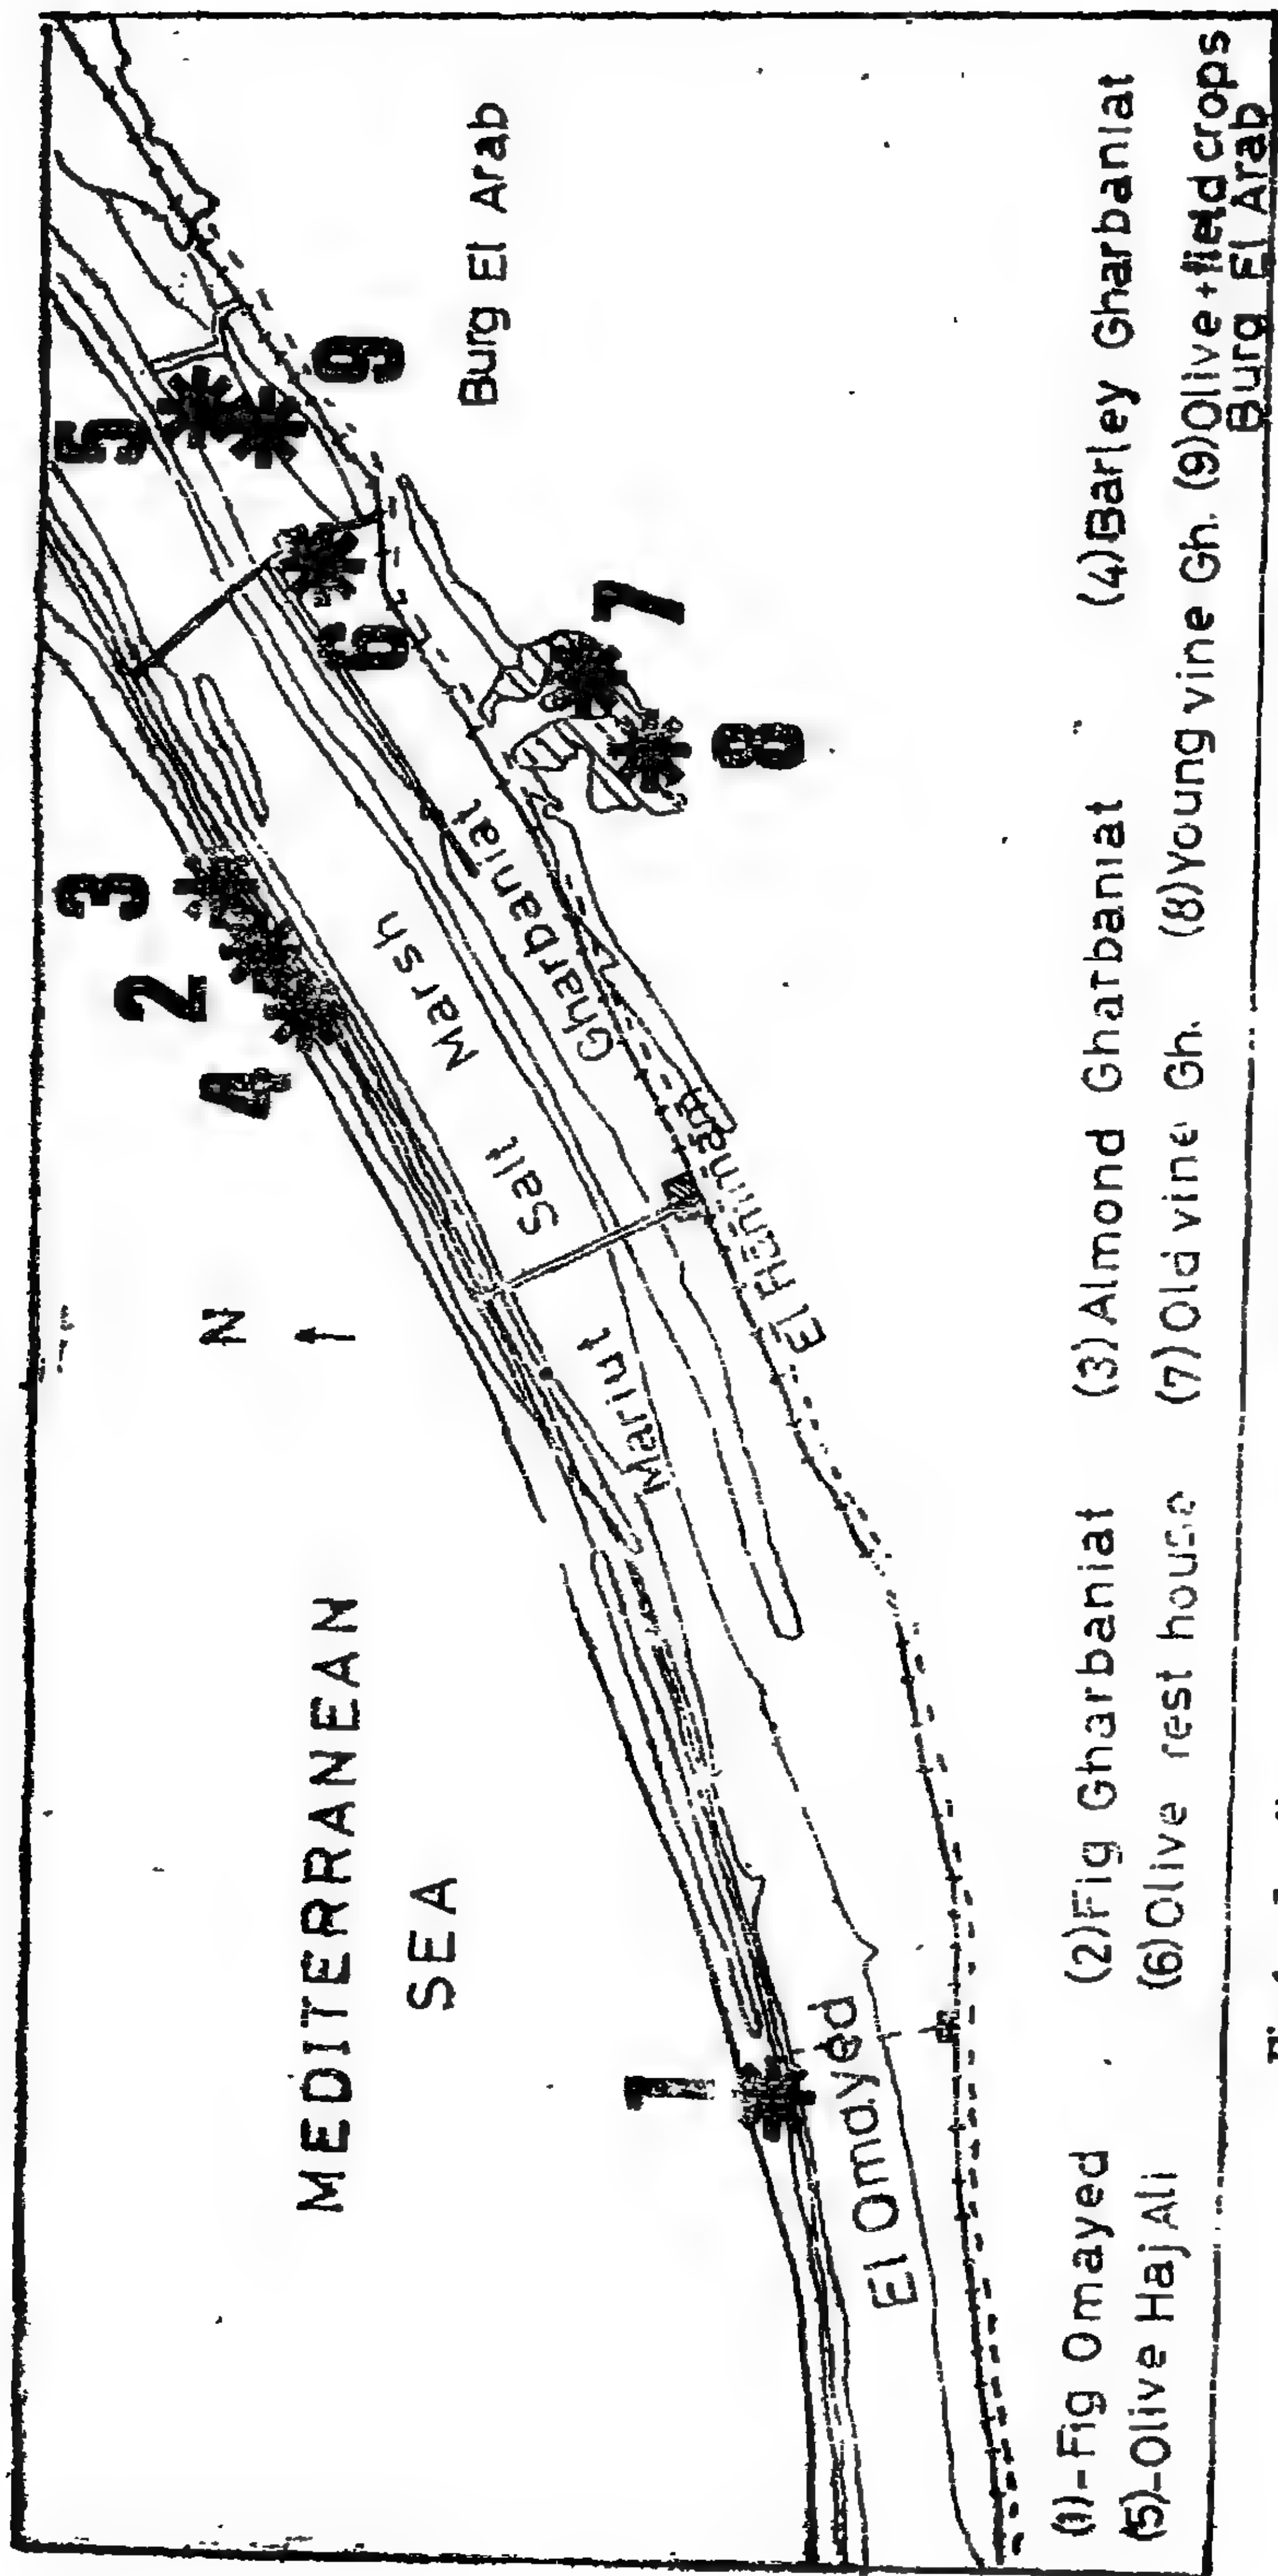 MEDITERRANEAN
SEA
N
3
5
2
4
9
6
7
8
1
Burg El Arab
Salt Marsh
Mariut
Gharbaniat
El Hammam
El Omayed
(1)-Fig Omayed (2)Fig Gharbaniat (3)Almond Gharbaniat (4)Barley Gharbaniat
(5)-Olive Haj Ali (6)Olive rest house (7)Old vine Gh. (8)Young vine Gh. (9)Olive+field crops
Burg El Arab